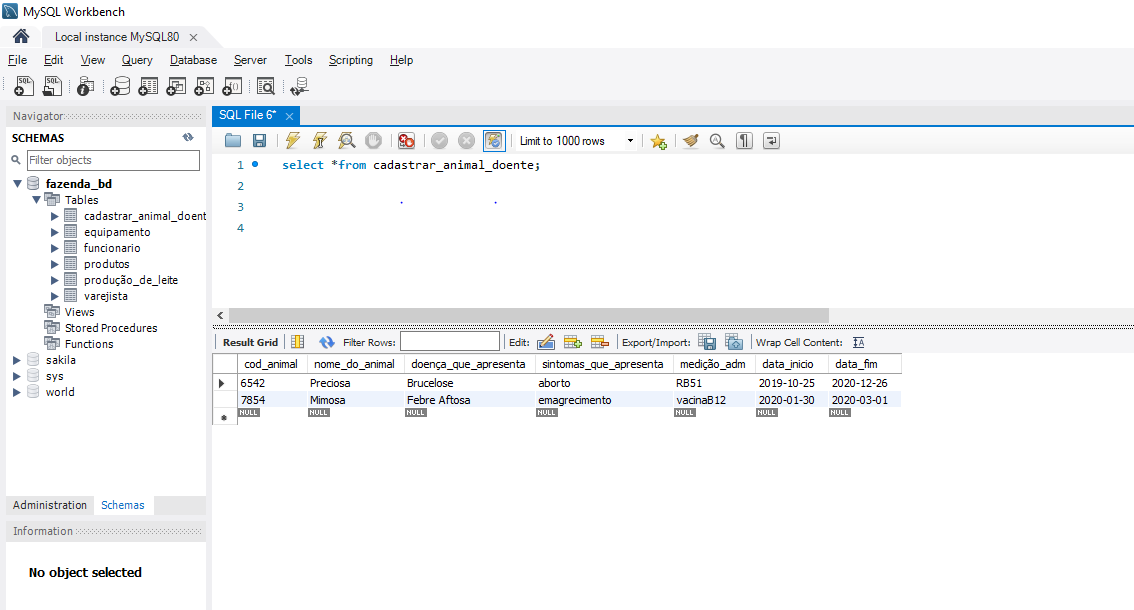 MySQL Workbench
Local instance MySQL80
File Edit View Query Database Server Tools Scripting Help
Navigator
SCHEMAS
Filter objects
fazenda_bd
Tables
cadastrar_animal_doent
equipamento
funcionario
produtos
produção_de_leite
varejista
Views
Stored Procedures
Functions
sakila
sys
world
Administration Schemas
Information
No object selected
SQL File 6*
Limit to 1000 rows
1 select *from cadastrar_animal_doente;
2
3
4
Result Grid Filter Rows: Edit: Export/Import: Wrap Cell Content: IA
cod_animal nome_do_animal doença_que_apresenta sintomas_que_apresenta medição_adm data_inicio data_fim
6542 Preciosa Brucelose aborto RB51 2019-10-25 2020-12-26
7854 Mimosa Febre Aftosa emagrecimento vacinaB12 2020-01-30 2020-03-01
NULL NULL NULL NULL NULL NULL NULL